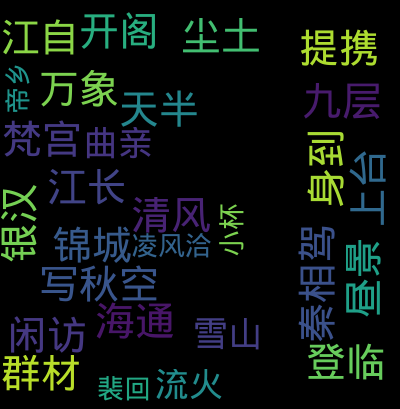 江自
开阁
尘土
提携
帝乡
万象
天半
九层
梵宫
曲亲
身到
上台
江长
银汉
清风
小杯
锦城
凌风洽
写秋空
秦相驾
昼景
闲访
海通
雪山
登临
群材
裴回
流火